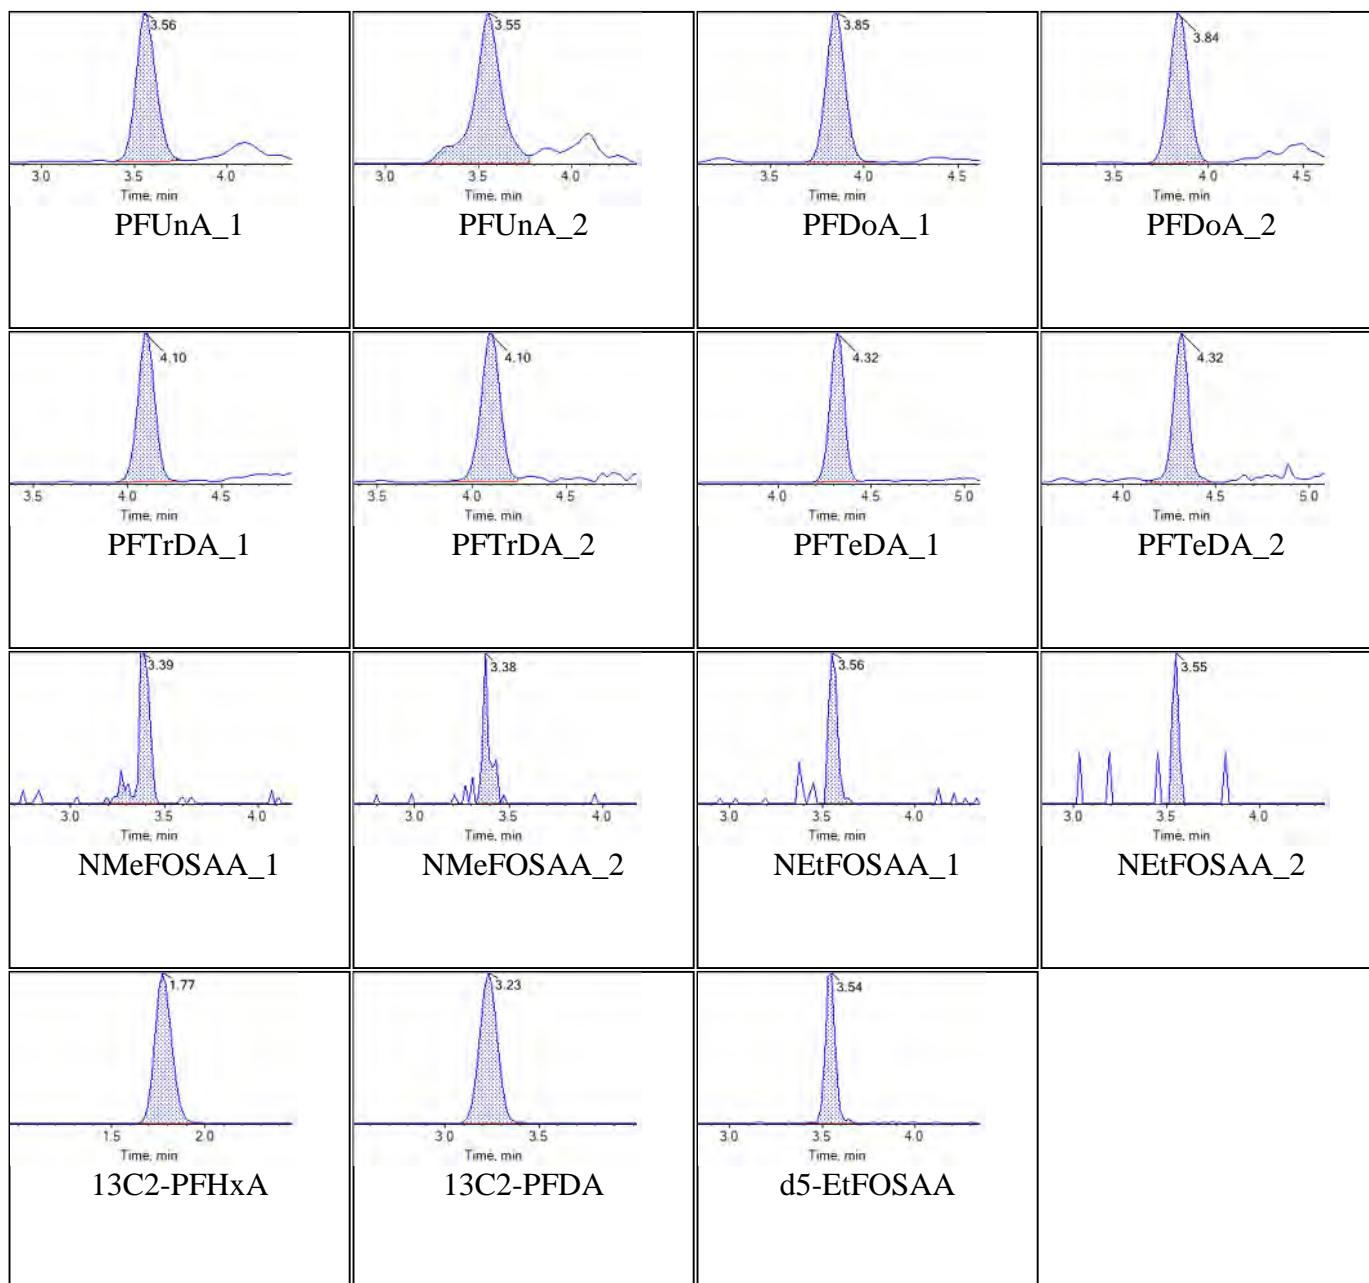 3.56
3.0 3.5 4.0
Time, min
PFUnA_1
3.55
3.0 3.5 4.0
Time, min
PFUnA_2
3.85
3.5 4.0 4.5
Time, min
PFDoA_1
3.84
3.5 4.0 4.5
Time, min
PFDoA_2
4.10
3.5 4.0 4.5
Time, min
PFTrDA_1
4.10
3.5 4.0 4.5
Time, min
PFTrDA_2
4.32
4.0 4.5 5.0
Time, min
PFTeDA_1
4.32
4.0 4.5 5.0
Time, min
PFTeDA_2
3.39
3.0 3.5 4.0
Time, min
NMeFOSAA_1
3.38
3.0 3.5 4.0
Time, min
NMeFOSAA_2
3.56
3.0 3.5 4.0
Time, min
NEtFOSAA_1
3.55
3.0 3.5 4.0
Time, min
NEtFOSAA_2
1.77
1.5 2.0
Time, min
13C2-PFHxA
3.23
3.0 3.5
Time, min
13C2-PFDA
3.54
3.0 3.5 4.0
Time, min
d5-EtFOSAA